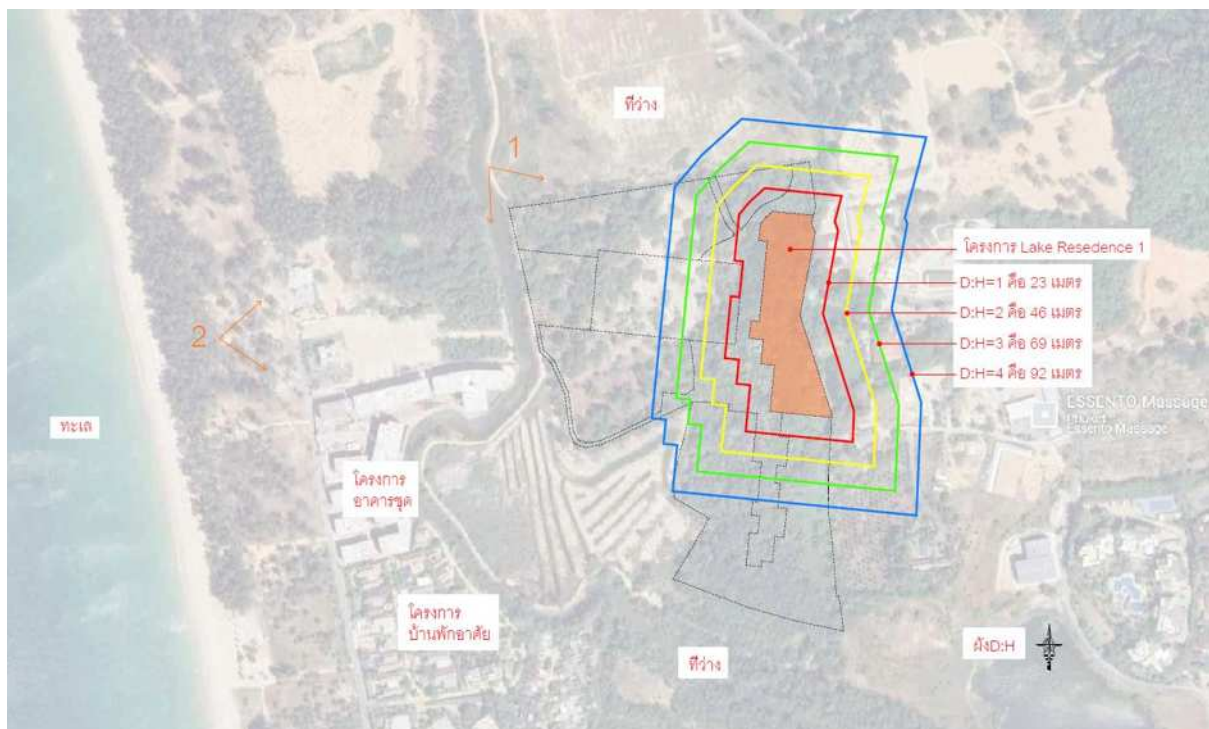 ที่ว่าง
1
โครงการ Lake Resedence 1
D:H=1 คือ 23 เมตร
D:H=2 คือ 46 เมตร
D:H=3 คือ 69 เมตร
D:H=4 คือ 92 เมตร
2
ESSENTO Massage
Phuket
Essento Massage
ทะเล
โครงการ
อาคารชุด
โครงการ
บ้านพักอาศัย
ที่ว่าง
ผังD:H